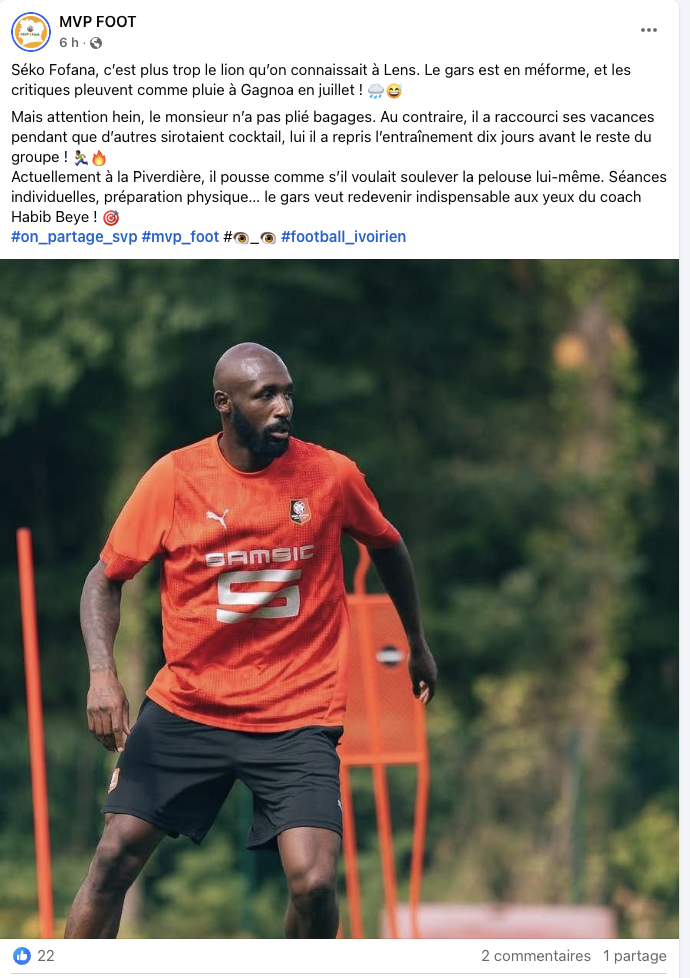 MVP FOOT
6 h ·
Séko Fofana, c'est plus trop le lion qu'on connaissait à Lens. Le gars est en méforme, et les
critiques pleuvent comme pluie à Gagnoa en juillet ! 🌧️😅
Mais attention hein, le monsieur n'a pas plié bagages. Au contraire, il a raccourci ses vacances
pendant que d'autres sirotaient cocktail, lui il a repris l'entraînement dix jours avant le reste du
groupe ! 🏃‍♂️🔥
Actuellement à la Piverdière, il pousse comme s'il voulait soulever la pelouse lui-même. Séances
individuelles, préparation physique... le gars veut redevenir indispensable aux yeux du coach
Habib Beye ! 🎯
#on_partage_svp #mvp_foot #👁️_👁️ #football_ivoirien
SAMSIC
22
2 commentaires 1 partage